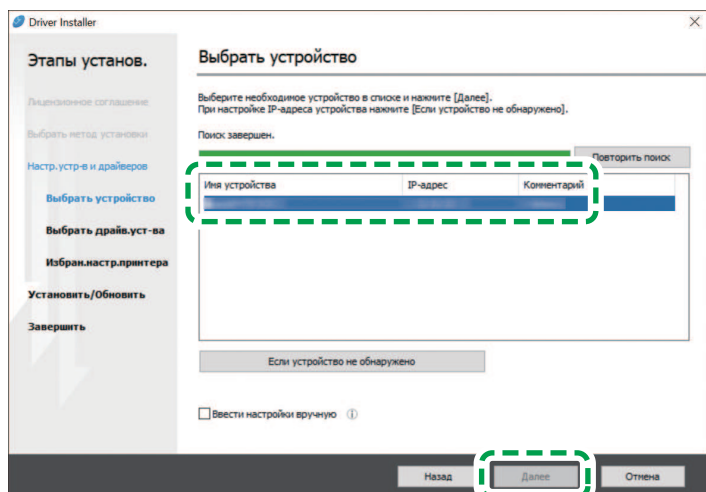 Driver Installer
Этапы установ.
Лицензионное соглашение
Выбрать метод установки
Настр.устр-в и драйверов
Выбрать устройство
Выбрать драйв.уст-ва
Избран.настр.принтера
Установить/Обновить
Завершить
Выбрать устройство
Выберите необходимое устройство в списке и нажмите [Далее].
При настройке IP-адреса устройства нажмите [Если устройство не обнаружено].
Поиск завершен.
Повторить поиск
Имя устройства IP-адрес Комментарий
Если устройство не обнаружено
Ввести настройки вручную
Назад Далее Отмена